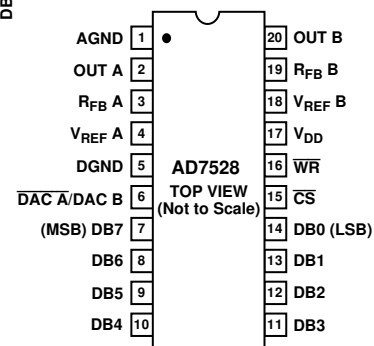 DB
AGND 1 20 OUT B
OUT A 2 19 RFB B
RFB A 3 18 VREF B
VREF A 4 17 VDD
DGND 5 AD7528 16 WR
DAC A/DAC B 6 TOP VIEW 15 CS
(Not to Scale)
(MSB) DB7 7 14 DB0 (LSB)
DB6 8 13 DB1
DB5 9 12 DB2
DB4 10 11 DB3